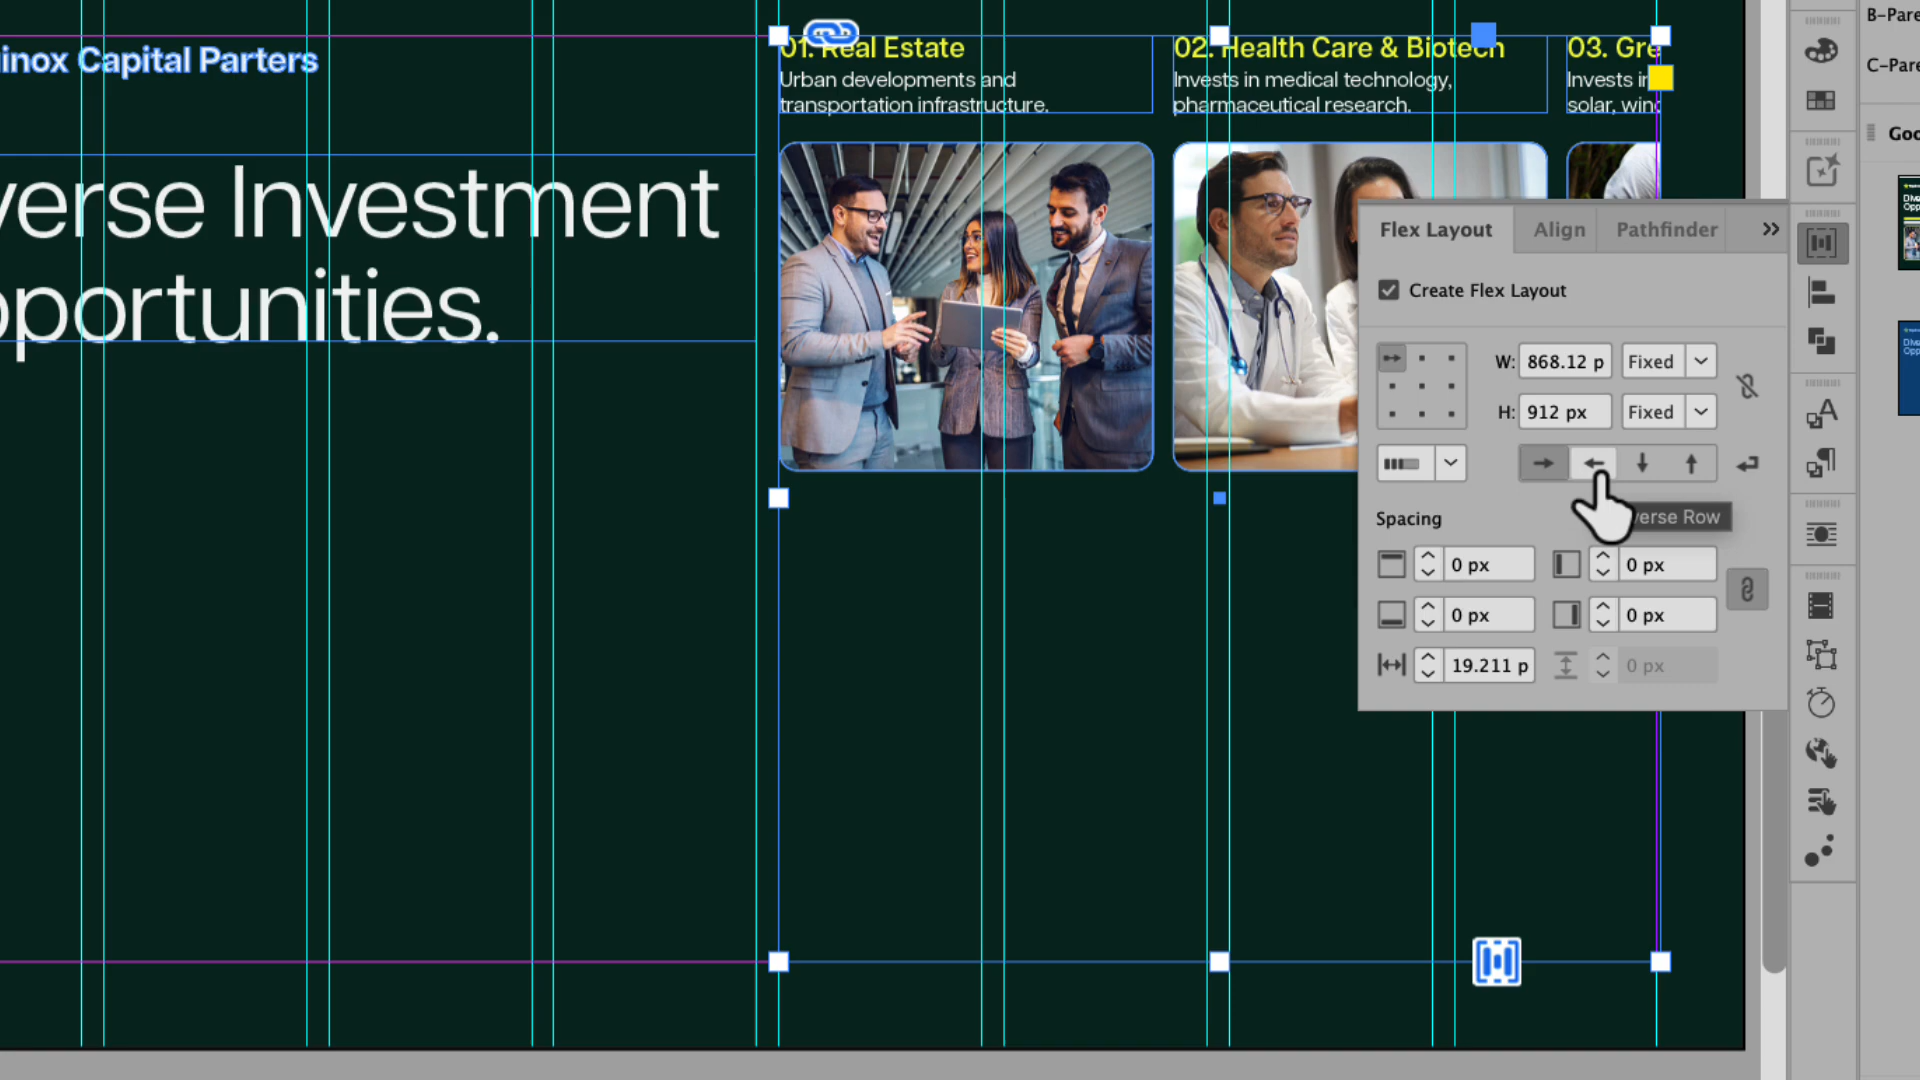 inox Capital Parters
verse Investment
pportunities.
01. Real Estate
Urban developments and
transportation infrastructure.
02. Health Care & Biotech
Invests in medical technology,
pharmaceutical research.
03. Gre
Invests in
solar, wind
Flex Layout
Align
Pathfinder
Create Flex Layout
W: 868.12 p
Fixed
H: 912 px
Fixed
verse Row
Spacing
0 px
0 px
0 px
0 px
19.211 p
0 px
B-Pare
C-Pare
Goo